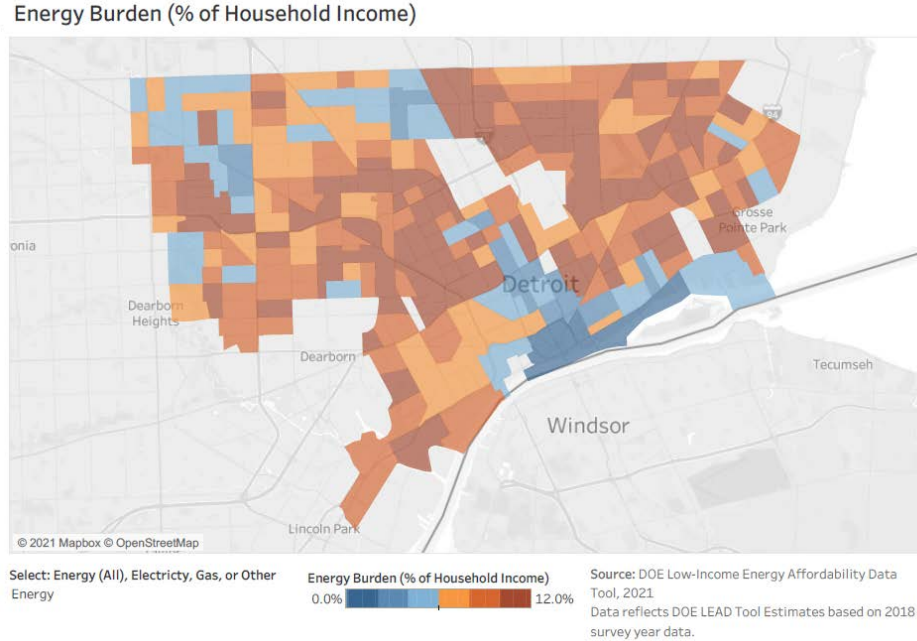 Energy Burden (% of Household Income)
94
onia
Grosse
Pointe Park
Detroit
Dearborn
Heights
Dearborn
Tecumseh
Windsor
Lincoln Park
© 2021 Mapbox © OpenStreetMap
Select: Energy (All), Electricty, Gas, or Other
Energy
Energy Burden (% of Household Income)
0.0%
12.0%
Source: DOE Low-Income Energy Affordability Data
Tool, 2021
Data reflects DOE LEAD Tool Estimates based on 2018
survey year data.